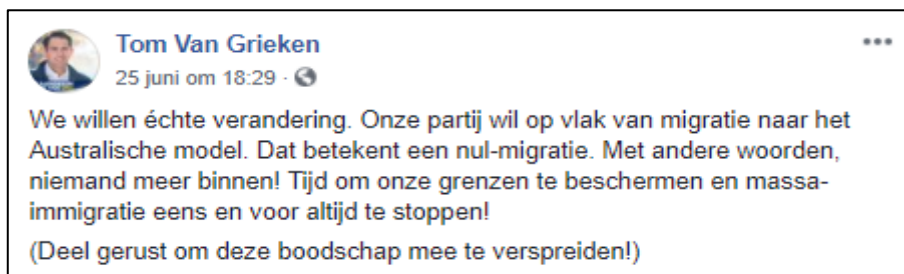 Tom Van Grieken
25 juni om 18:29 ·
We willen échte verandering. Onze partij wil op vlak van migratie naar het
Australische model. Dat betekent een nul-migratie. Met andere woorden,
niemand meer binnen! Tijd om onze grenzen te beschermen en massa-
immigratie eens en voor altijd te stoppen!
(Deel gerust om deze boodschap mee te verspreiden!)